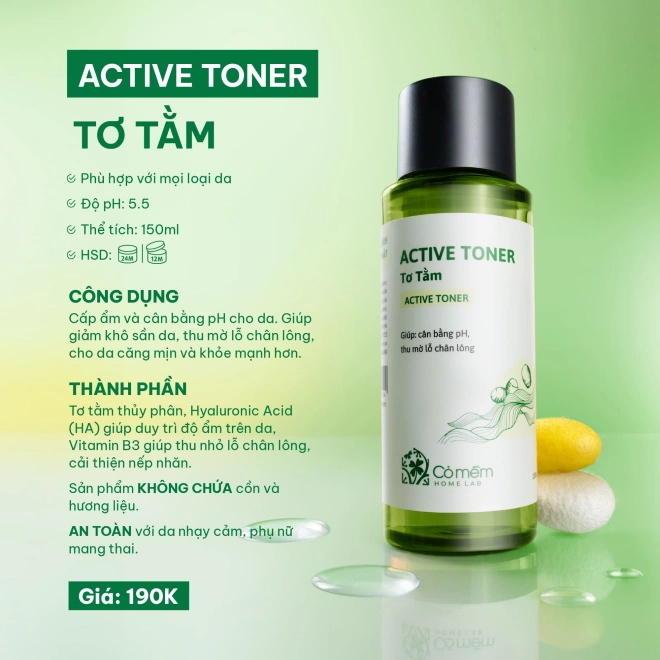 ACTIVE TONER
TƠ TẰM
Phù hợp với mọi loại da
Độ pH: 5.5
Thể tích: 150ml
HSD: 24M 12M
CÔNG DỤNG
Cấp ẩm và cân bằng pH cho da. Giúp
giảm khô sần da, thu mờ lỗ chân lông,
cho da căng mịn và khỏe mạnh hơn.
THÀNH PHẦN
Tơ tằm thủy phân, Hyaluronic Acid
(HA) giúp duy trì độ ẩm trên da,
Vitamin B3 giúp thu nhỏ lỗ chân lông,
cải thiện nếp nhăn.
Sản phẩm KHÔNG CHỨA cồn và
hương liệu.
AN TOÀN với da nhạy cảm, phụ nữ
mang thai.
Giá: 190K
ACTIVE TONER
Tơ Tằm
ACTIVE TONER
Giúp: cân bằng pH,
thu mờ lỗ chân lông
Cỏ mềm
HOME LAB